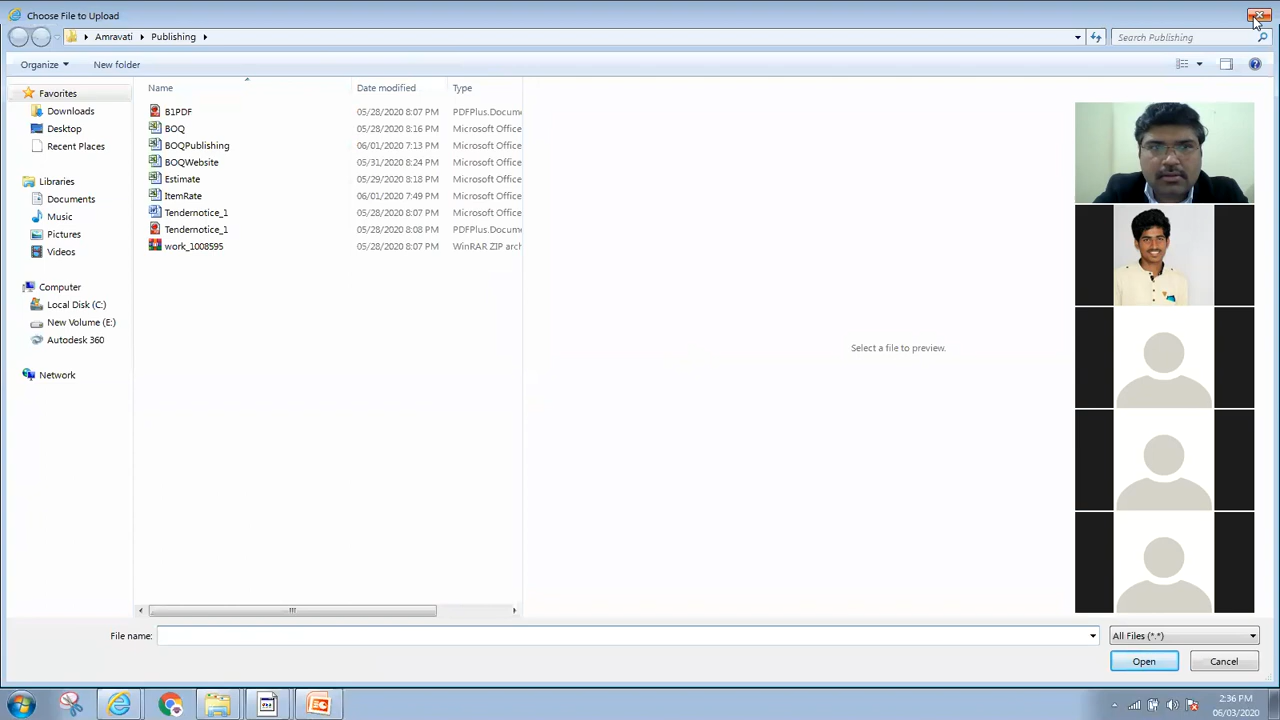 Choose File to Upload
Amravati Publishing
Search Publishing
Organize
New folder
Name Date modified Type
Favorites
Downloads
Desktop
Recent Places
Libraries
Documents
Music
Pictures
Videos
Computer
Local Disk (C:)
New Volume (E:)
Autodesk 360
Network
B1PDF 05/28/2020 8:07 PM PDFPlus.Docume
BOQ 05/28/2020 8:16 PM Microsoft Office
BOQPublishing 06/01/2020 7:13 PM Microsoft Office
BOQWebsite 05/31/2020 8:24 PM Microsoft Office
Estimate 05/29/2020 8:18 PM Microsoft Office
ItemRate 06/01/2020 7:49 PM Microsoft Office
Tendernotice_1 05/28/2020 8:07 PM Microsoft Office
Tendernotice_1 05/28/2020 8:08 PM PDFPlus.Docume
work_1008595 05/28/2020 8:07 PM WinRAR ZIP arch
Select a file to preview.
File name:
All Files (*.*)
Open
Cancel
2:36 PM
06/03/2020